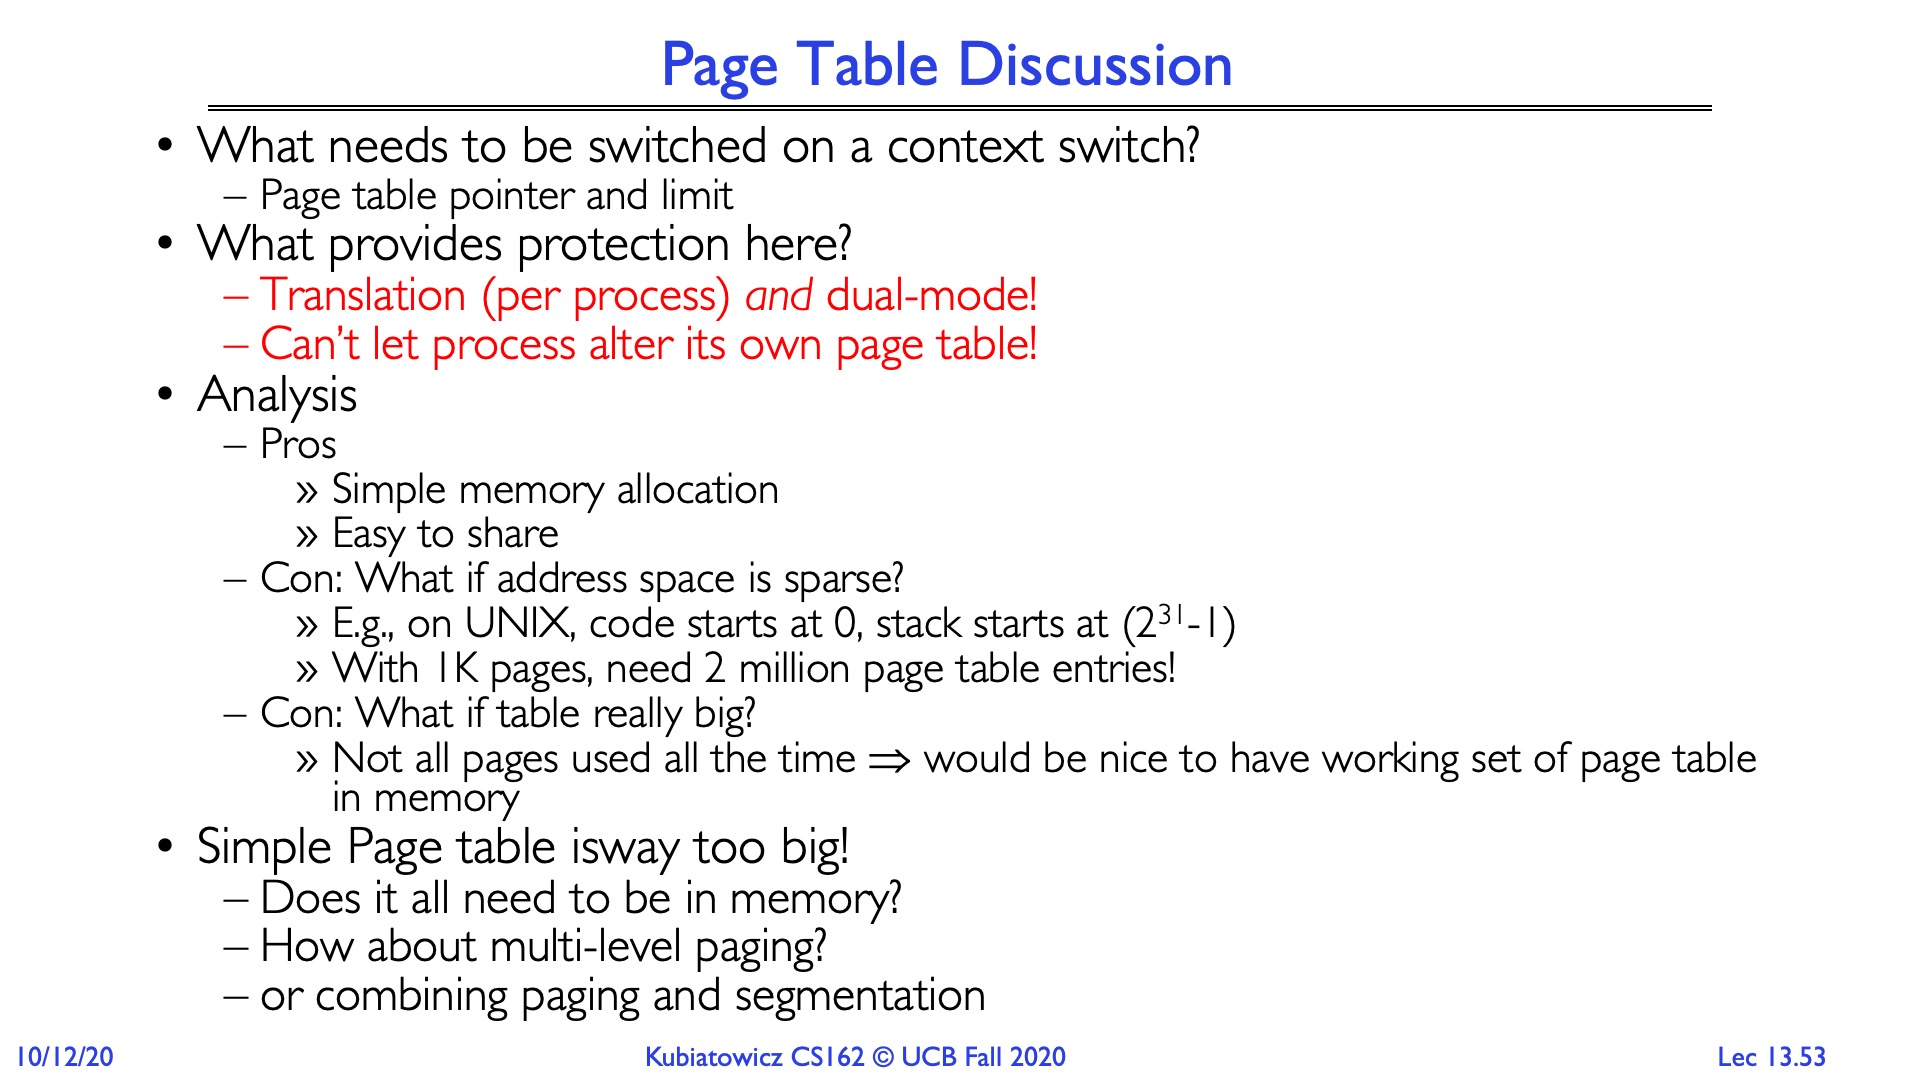 Page Table Discussion
• What needs to be switched on a context switch?
– Page table pointer and limit
• What provides protection here?
– Translation (per process) and dual-mode!
– Can’t let process alter its own page table!
• Analysis
– Pros
» Simple memory allocation
» Easy to share
– Con: What if address space is sparse?
» E.g., on UNIX, code starts at 0, stack starts at (2³¹-1)
» With 1K pages, need 2 million page table entries!
– Con: What if table really big?
» Not all pages used all the time ⇒ would be nice to have working set of page table
in memory
• Simple Page table isway too big!
– Does it all need to be in memory?
– How about multi-level paging?
– or combining paging and segmentation
10/12/20
Kubiatowicz CS162 © UCB Fall 2020
Lec 13.53